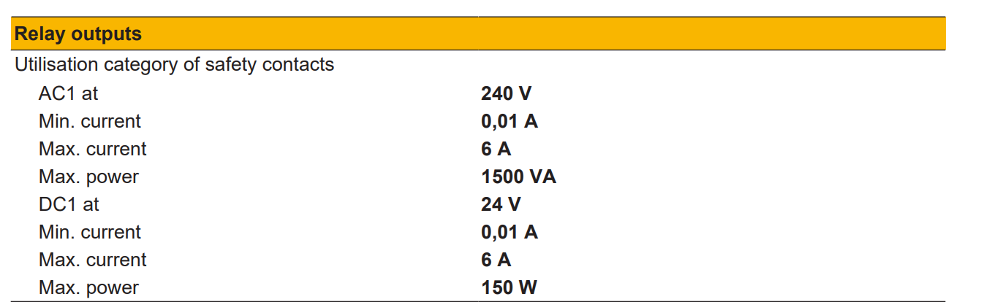 Relay outputs
Utilisation category of safety contacts
AC1 at 240 V
Min. current 0,01 A
Max. current 6 A
Max. power 1500 VA
DC1 at 24 V
Min. current 0,01 A
Max. current 6 A
Max. power 150 W